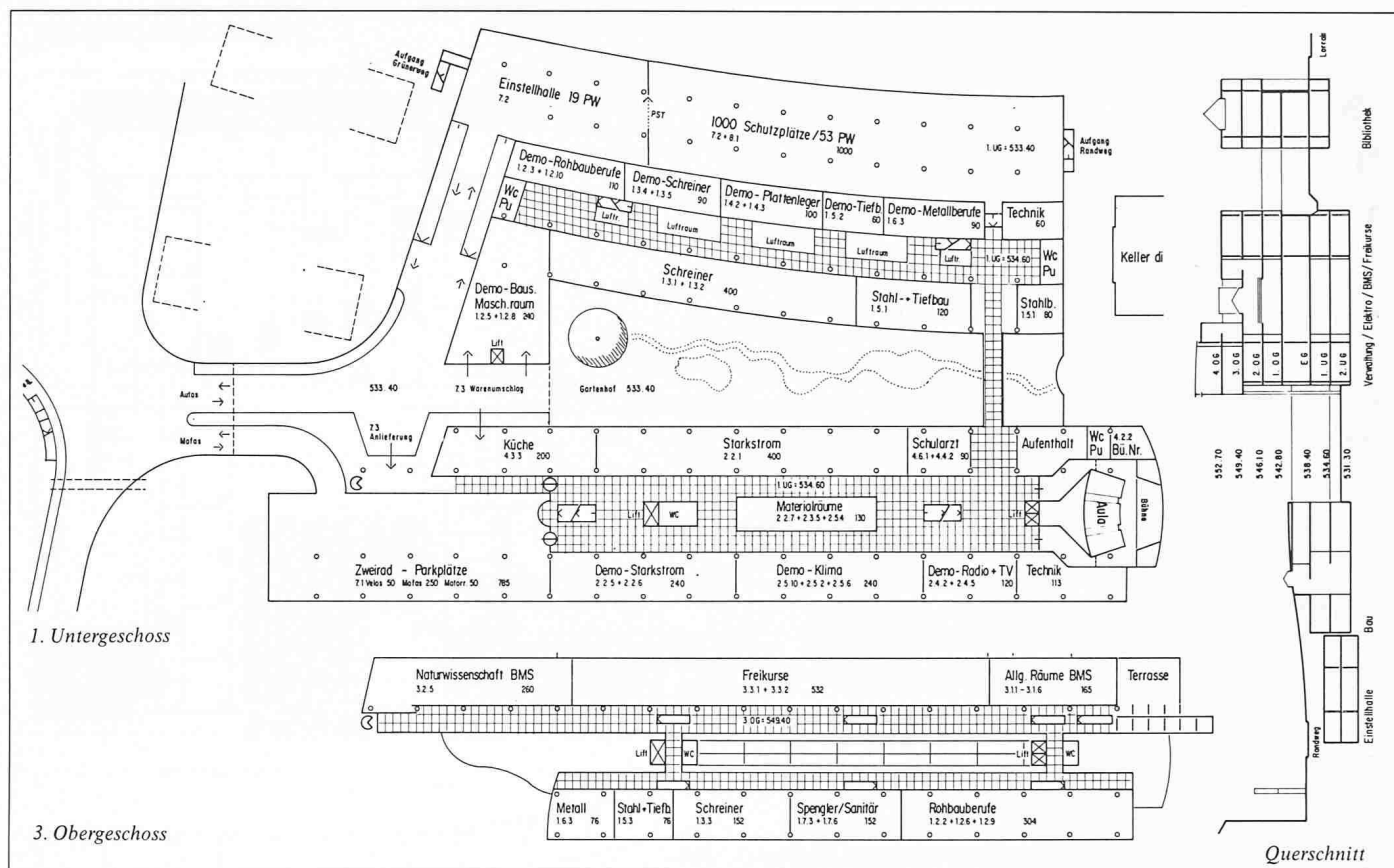 Aufgang
Grünerweg
Einstellhalle 19 PW
7.2
PST
1000 Schutzplätze/53 PW
7.2 + 8.1 1000
1. UG = 533.40
Aufgang
Randweg
Demo-Rohbauberufe
1.2.3 + 1.2.10 110
Demo-Schreiner
1.3.4 + 1.3.5 90
Demo-Plattenleger
1.4.2 + 1.4.3 100
Demo-Tiefb.
1.5.2 60
Demo-Metallberufe
1.6.3 90
Technik
60
Wc
Pu
Luftr.
Luftraum
Luftraum
Luftraum
Luftr.
1. UG = 534.60
Wc
Pu
Keller di
Demo-Baus.
Masch.raum
1.2.5 + 1.2.8 240
Schreiner
1.3.1 + 1.3.2 400
Stahl-+Tiefbau
1.5.1 120
Stahlb.
1.5.1 80
Lift
533.40
7.3 Warenumschlag
Gartenhof 533.40
Autos
Mofas
7.3
Anlieferung
Küche
4.3.3 200
Starkstrom
2.2.1 400
Schularzt
4.6.1 + 4.4.2 90
Aufenthalt
Wc
Pu
4.2.2
Bü.Nr.
1. UG = 534.60
Lift
WC
Materialräume
2.2.7 + 2.3.5 + 2.5.4 130
Lift
Aula
Bühne
Zweirad - Parkplätze
7.1 Velos 50 Mofas 250 Motorr. 50 785
Demo-Starkstrom
2.2.5 + 2.2.6 240
Demo-Klima
2.5.10 + 2.5.2 + 2.5.6 240
Demo-Radio + TV
2.4.2 + 2.4.5 120
Technik
113
1. Untergeschoss
Naturwissenschaft BMS
3.2.5 260
Freikurse
3.3.1 + 3.3.2 532
Allg. Räume BMS
3.1.1 - 3.1.6 165
Terrasse
3. OG = 549.40
Lift
WC
Lift
WC
Metall
1.6.3 76
Stahl+Tiefb.
1.5.3 76
Schreiner
1.3.3 152
Spengler/Sanitär
1.7.3 + 1.7.6 152
Rohbauberufe
1.2.2 + 1.2.6 + 1.2.9 304
3. Obergeschoss
Bibliothek
Verwaltung / Elektro / BMS / Freikurse
4. OG
3. OG
2. OG
1. OG
EG
1. UG
2. UG
552.70
549.40
546.10
542.80
538.40
534.60
531.30
Bau
Einstellhalle
Randweg
Querschnitt